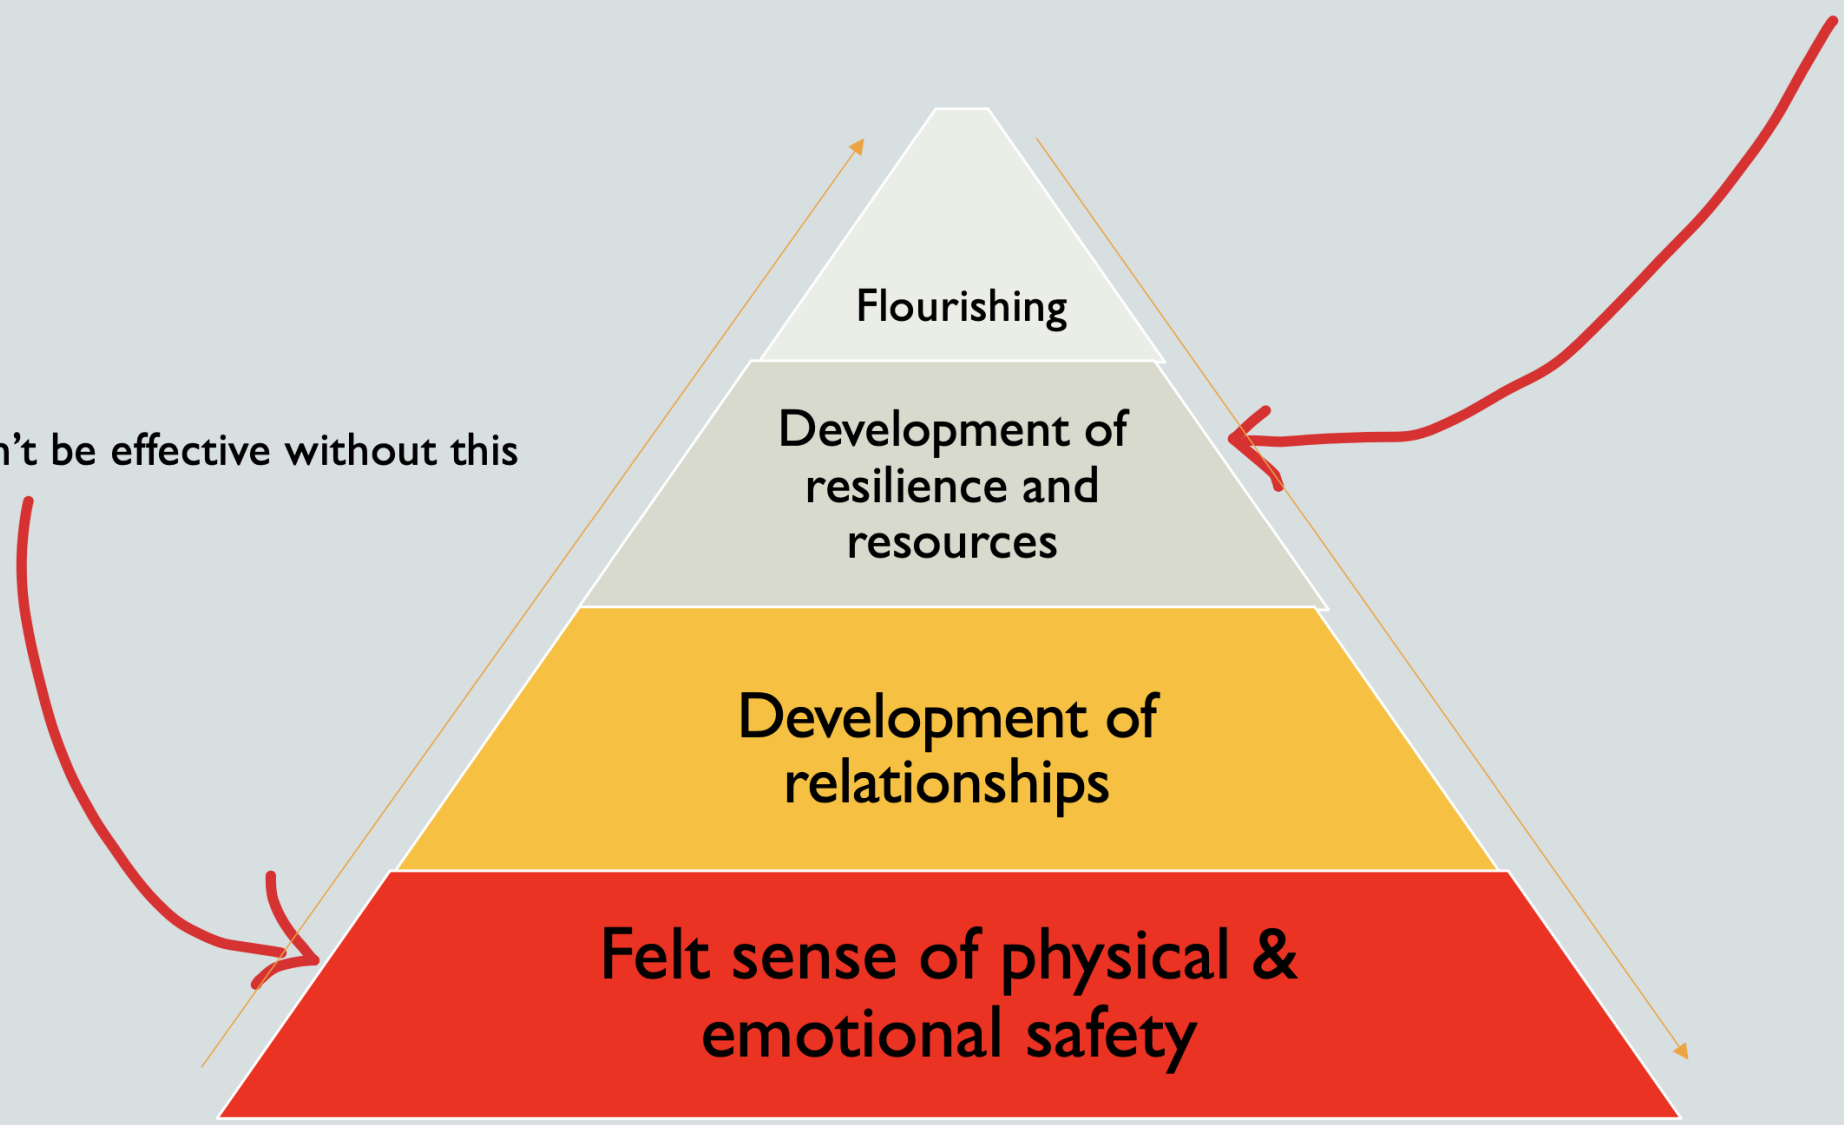 Flourishing
Development of
resilience and
resources
be effective without this
Development of
relationships
Felt sense of physical &
emotional safety